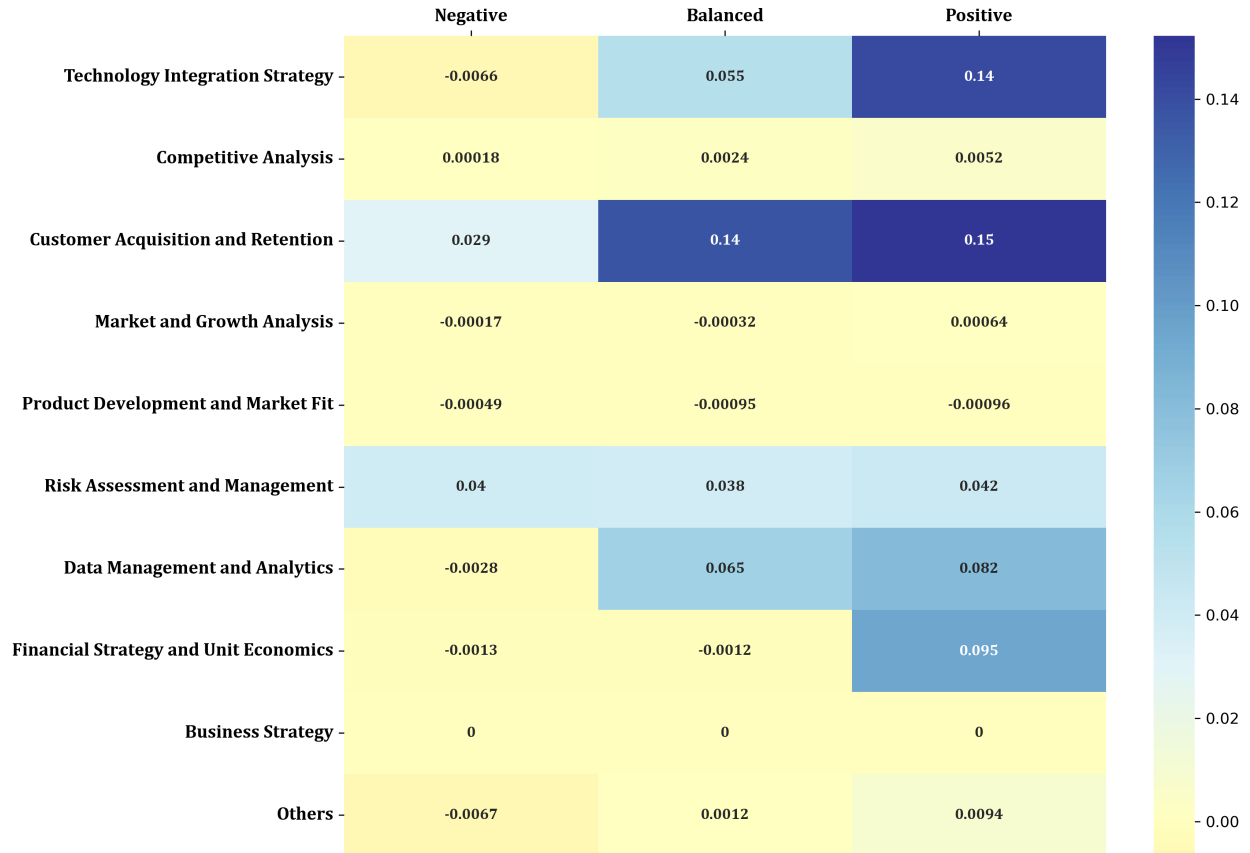 Negative Balanced Positive
Technology Integration Strategy -0.0066 0.055 0.14
Competitive Analysis 0.00018 0.0024 0.0052
Customer Acquisition and Retention 0.029 0.14 0.15
Market and Growth Analysis -0.00017 -0.00032 0.00064
Product Development and Market Fit -0.00049 -0.00095 -0.00096
Risk Assessment and Management 0.04 0.038 0.042
Data Management and Analytics -0.0028 0.065 0.082
Financial Strategy and Unit Economics -0.0013 -0.0012 0.095
Business Strategy 0 0 0
Others -0.0067 0.0012 0.0094
0.14
0.12
0.10
0.08
0.06
0.04
0.02
0.00